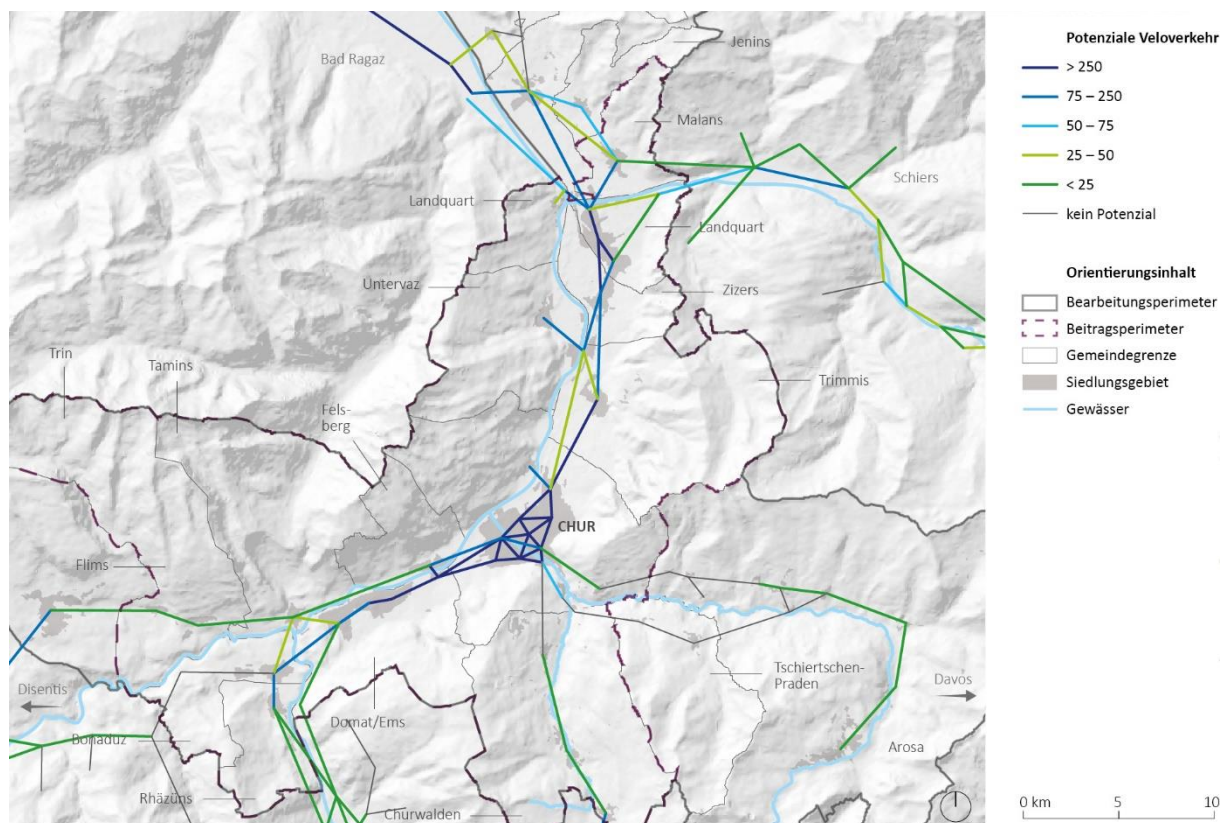 Jenins
Bad Ragaz
Malans
Schiers
Landquart
Landquart
Untervaz
Zizers
Trin
Tamins
Trimmis
Fels-
berg
CHUR
Flims
Tschiertschen-
Praden
Disentis
Davos
Domat/Ems
Bonaduz
Arosa
Rhäzüns
Churwalden
Potenziale Veloverkehr
> 250
75 – 250
50 – 75
25 – 50
< 25
kein Potenzial
Orientierungsinhalt
Bearbeitungsperimeter
Beitragsperimeter
Gemeindegrenze
Siedlungsgebiet
Gewässer
0 km 5 10